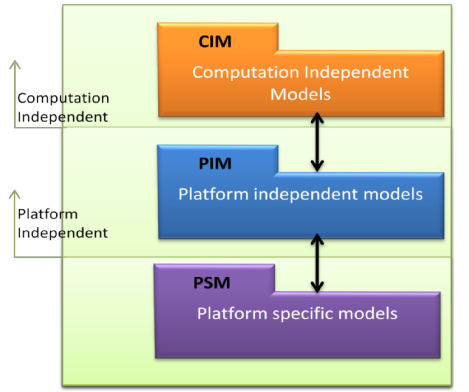 CIM
Computation Independent
Models
Computation
Independent
PIM
Platform independent models
Platform
Independent
PSM
Platform specific models